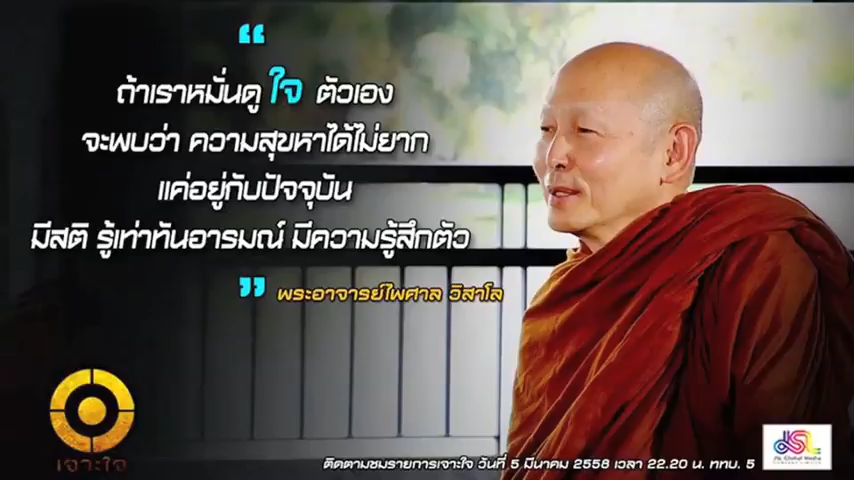 “
ถ้าเราหมั่นดู ใจ ตัวเอง
จะพบว่า ความสุขหาได้ไม่ยาก
แค่อยู่กับปัจจุบัน
มีสติ รู้เท่าทันอารมณ์ มีความรู้สึกตัว
” พระอาจารย์ไพศาล วิสาโล
เจาะใจ
JSL Global Media
ติดตามชมรายการเจาะใจ วันที่ 5 มีนาคม 2558 เวลา 22.20 น. ททบ. 5